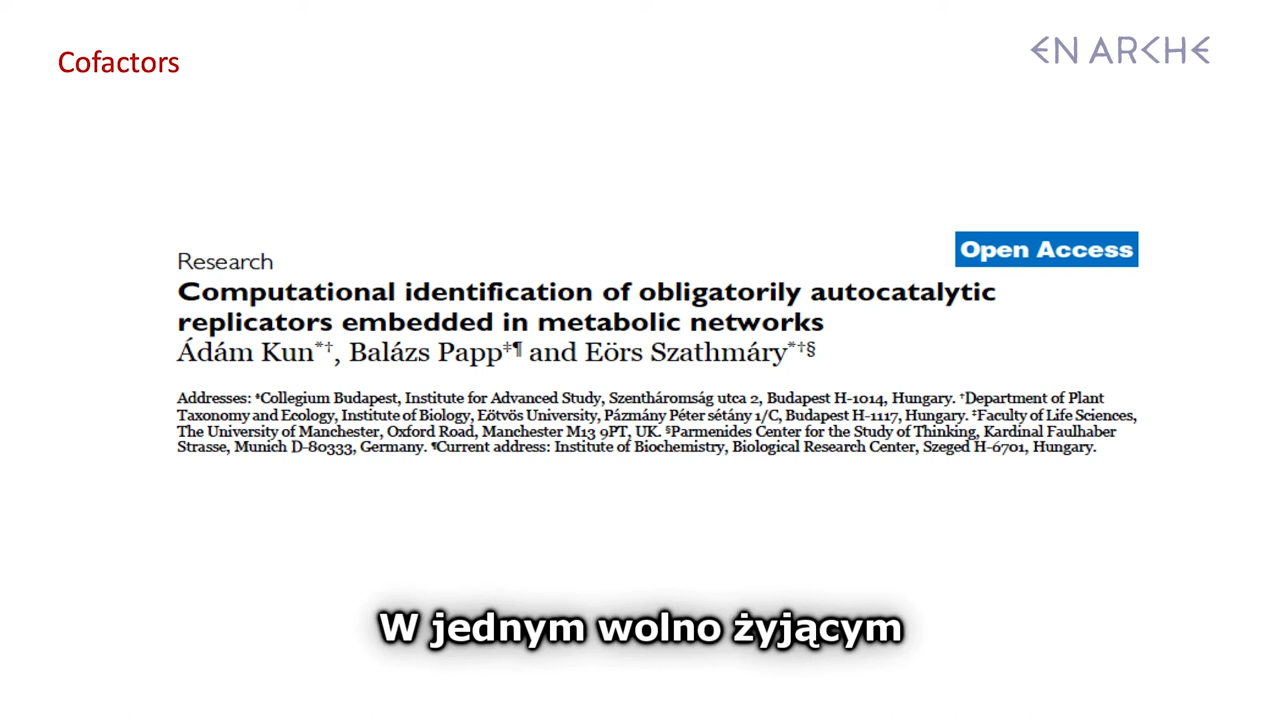 Cofactors
EN ARCHE
Open Access
Research
Computational identification of obligatorily autocatalytic
replicators embedded in metabolic networks
Ádám Kun*†, Balázs Papp‡¶ and Eörs Szathmáry*†§
Addresses: *Collegium Budapest, Institute for Advanced Study, Szentháromság utca 2, Budapest H-1014, Hungary. †Department of Plant
Taxonomy and Ecology, Institute of Biology, Eötvös University, Pázmány Péter sétány 1/C, Budapest H-1117, Hungary. ‡Faculty of Life Sciences,
The University of Manchester, Oxford Road, Manchester M13 9PT, UK. §Parmenides Center for the Study of Thinking, Kardinal Faulhaber
Strasse, Munich D-80333, Germany. ¶Current address: Institute of Biochemistry, Biological Research Center, Szeged H-6701, Hungary.
W jednym wolno żyjącym